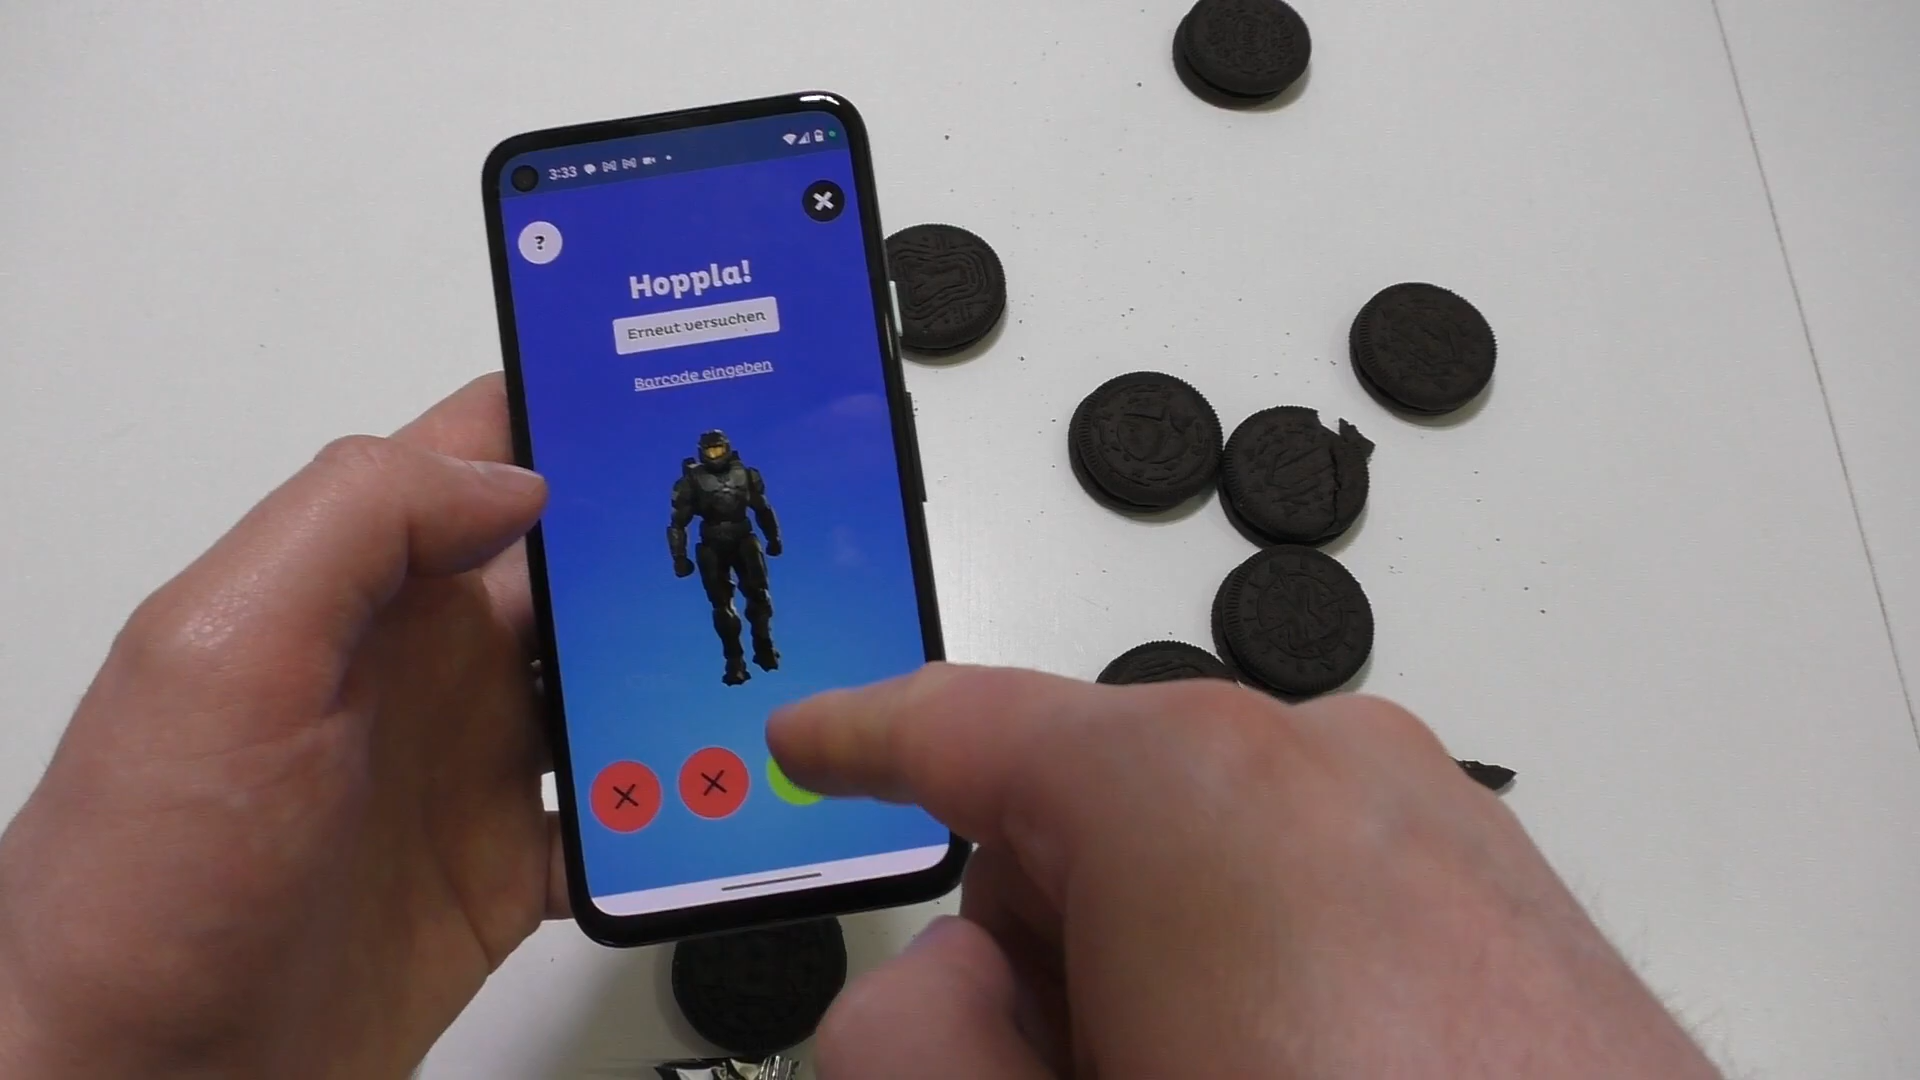 3:33
?
Hoppla!
Erneut versuchen
Barcode eingeben